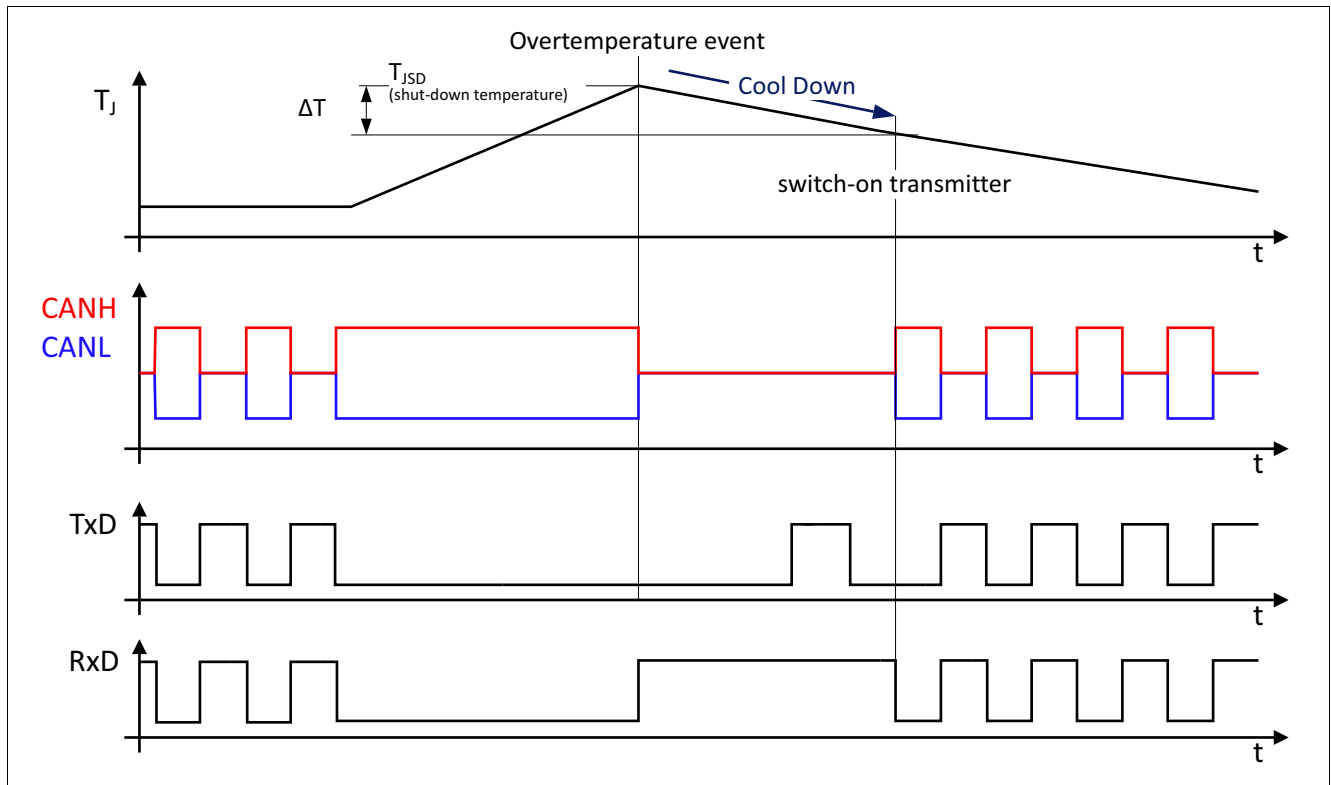 Overtemperature event
T_JSD
(shut-down temperature)
Cool Down
T_J
ΔT
switch-on transmitter
t
CANH
CANL
t
TxD
t
RxD
t